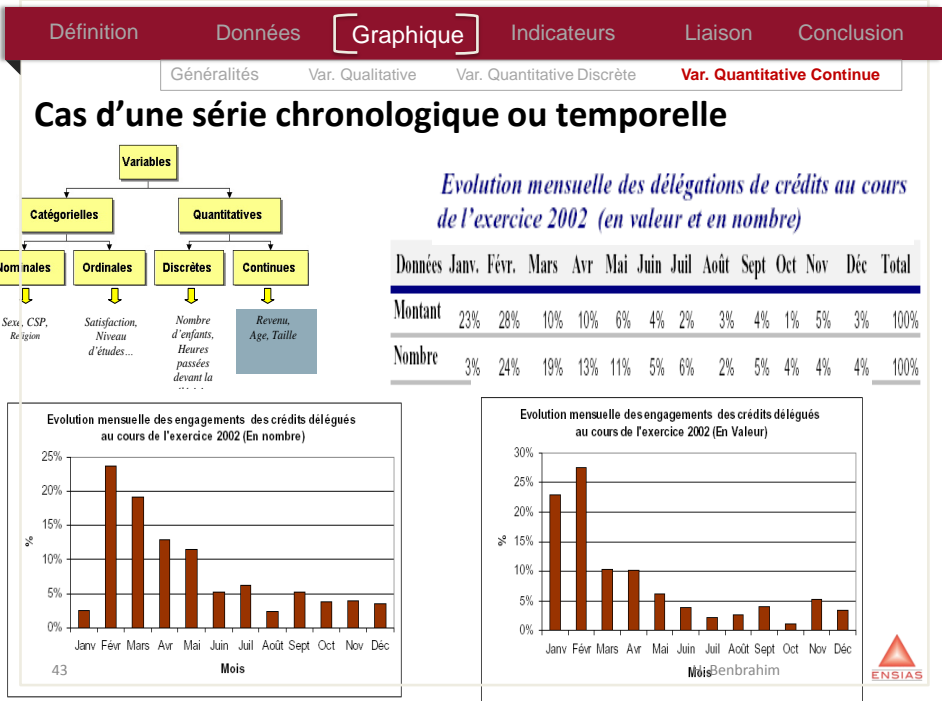 Définition Données [Graphique] Indicateurs Liaison Conclusion
Généralités Var. Qualitative Var. Quantitative Discrète Var. Quantitative Continue
Cas d'une série chronologique ou temporelle
Variables
Catégorielles Quantitatives
Nominales Ordinales Discrètes Continues
Sexe, CSP,
Religion
Satisfaction,
Niveau
d'études...
Nombre
d'enfants,
Heures
passées
devant la
Revenu,
Age, Taille
Evolution mensuelle des délégations de crédits au cours
de l'exercice 2002 (en valeur et en nombre)
Données Janv. Févr. Mars Avr Mai Juin Juil Août Sept Oct Nov Déc Total
Montant 23% 28% 10% 10% 6% 4% 2% 3% 4% 1% 5% 3% 100%
Nombre 3% 24% 19% 13% 11% 5% 6% 2% 5% 4% 4% 4% 100%
Evolution mensuelle des engagements des crédits délégués
au cours de l'exercice 2002 (En nombre)
25%
20%
15%
10%
5%
0%
%
Janv Févr Mars Avr Mai Juin Juil Août Sept Oct Nov Déc
Mois
Evolution mensuelle des engagements des crédits délégués
au cours de l'exercice 2002 (En Valeur)
30%
25%
20%
15%
10%
5%
0%
%
Janv Févr Mars Avr Mai Juin Juil Août Sept Oct Nov Déc
Mois
43
Benbrahim
ENSIAS